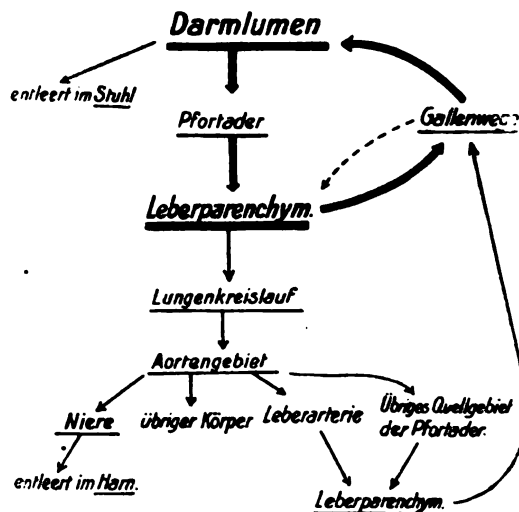 Darmlumen
entleert im Stuhl
Pfortader
Gallenwege
Leberparenchym.
Lungenkreislauf
Aortengebiet
Niere
übriger Körper
Leberarterie
Übriges Quellgebiet
der Pfortader.
entleert im Harn.
Leberparenchym.